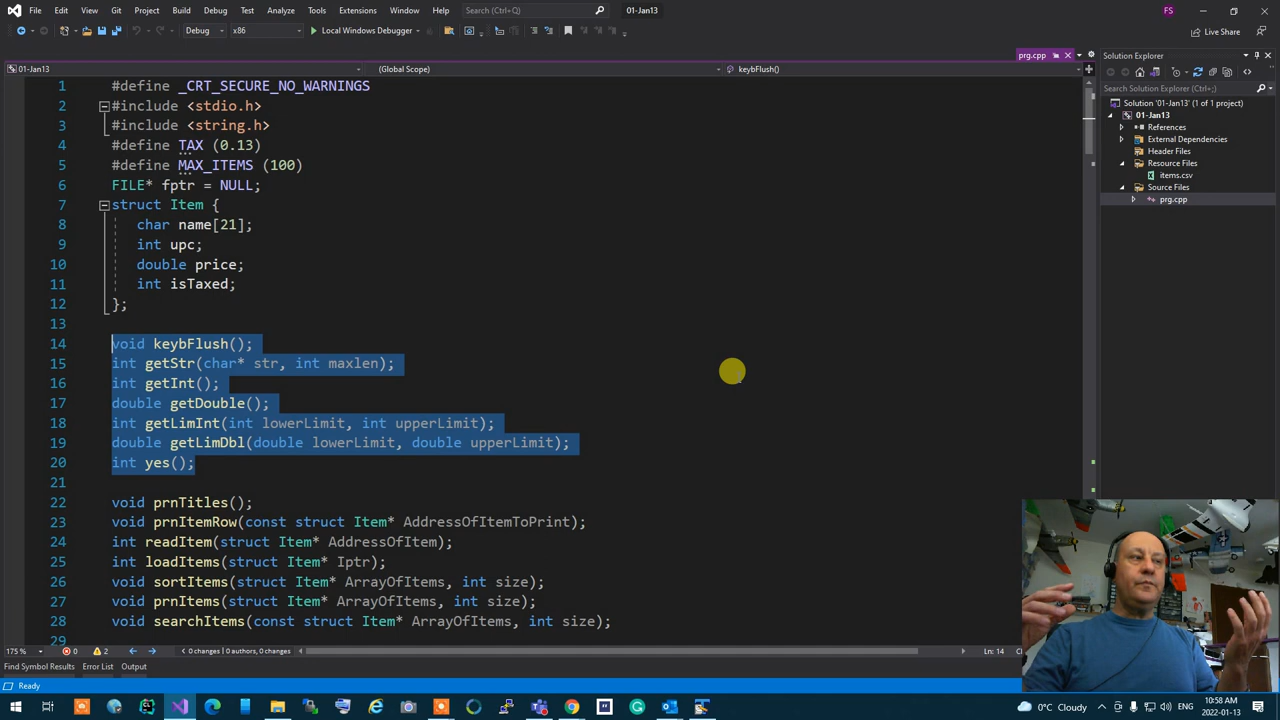 File Edit View Git Project Build Debug Test Analyze Tools Extensions Window Help Search (Ctrl+Q) 01-Jan13 FS
Debug x86 Local Windows Debugger Live Share
prg.cpp Solution Explorer
01-Jan13 (Global Scope) keybFlush()
Search Solution Explorer (Ctrl+;)
Solution '01-Jan13' (1 of 1 project)
01-Jan13
References
External Dependencies
Header Files
Resource Files
items.csv
Source Files
prg.cpp
1 #define _CRT_SECURE_NO_WARNINGS
2 #include <stdio.h>
3 #include <string.h>
4 #define TAX (0.13)
5 #define MAX_ITEMS (100)
6 FILE* fptr = NULL;
7 struct Item {
8 char name[21];
9 int upc;
10 double price;
11 int isTaxed;
12 };
13
14 void keybFlush();
15 int getStr(char* str, int maxlen);
16 int getInt();
17 double getDouble();
18 int getLimInt(int lowerLimit, int upperLimit);
19 double getLimDbl(double lowerLimit, double upperLimit);
20 int yes();
21
22 void prnTitles();
23 void prnItemRow(const struct Item* AddressOfItemToPrint);
24 int readItem(struct Item* AddressOfItem);
25 int loadItems(struct Item* Iptr);
26 void sortItems(struct Item* ArrayOfItems, int size);
27 void prnItems(struct Item* ArrayOfItems, int size);
28 void searchItems(const struct Item* ArrayOfItems, int size);
29
175 % 0 2 0 changes | 0 authors, 0 changes Ln: 14
Find Symbol Results Error List Output
Ready
0°C Cloudy ENG 10:58 AM
2022-01-13